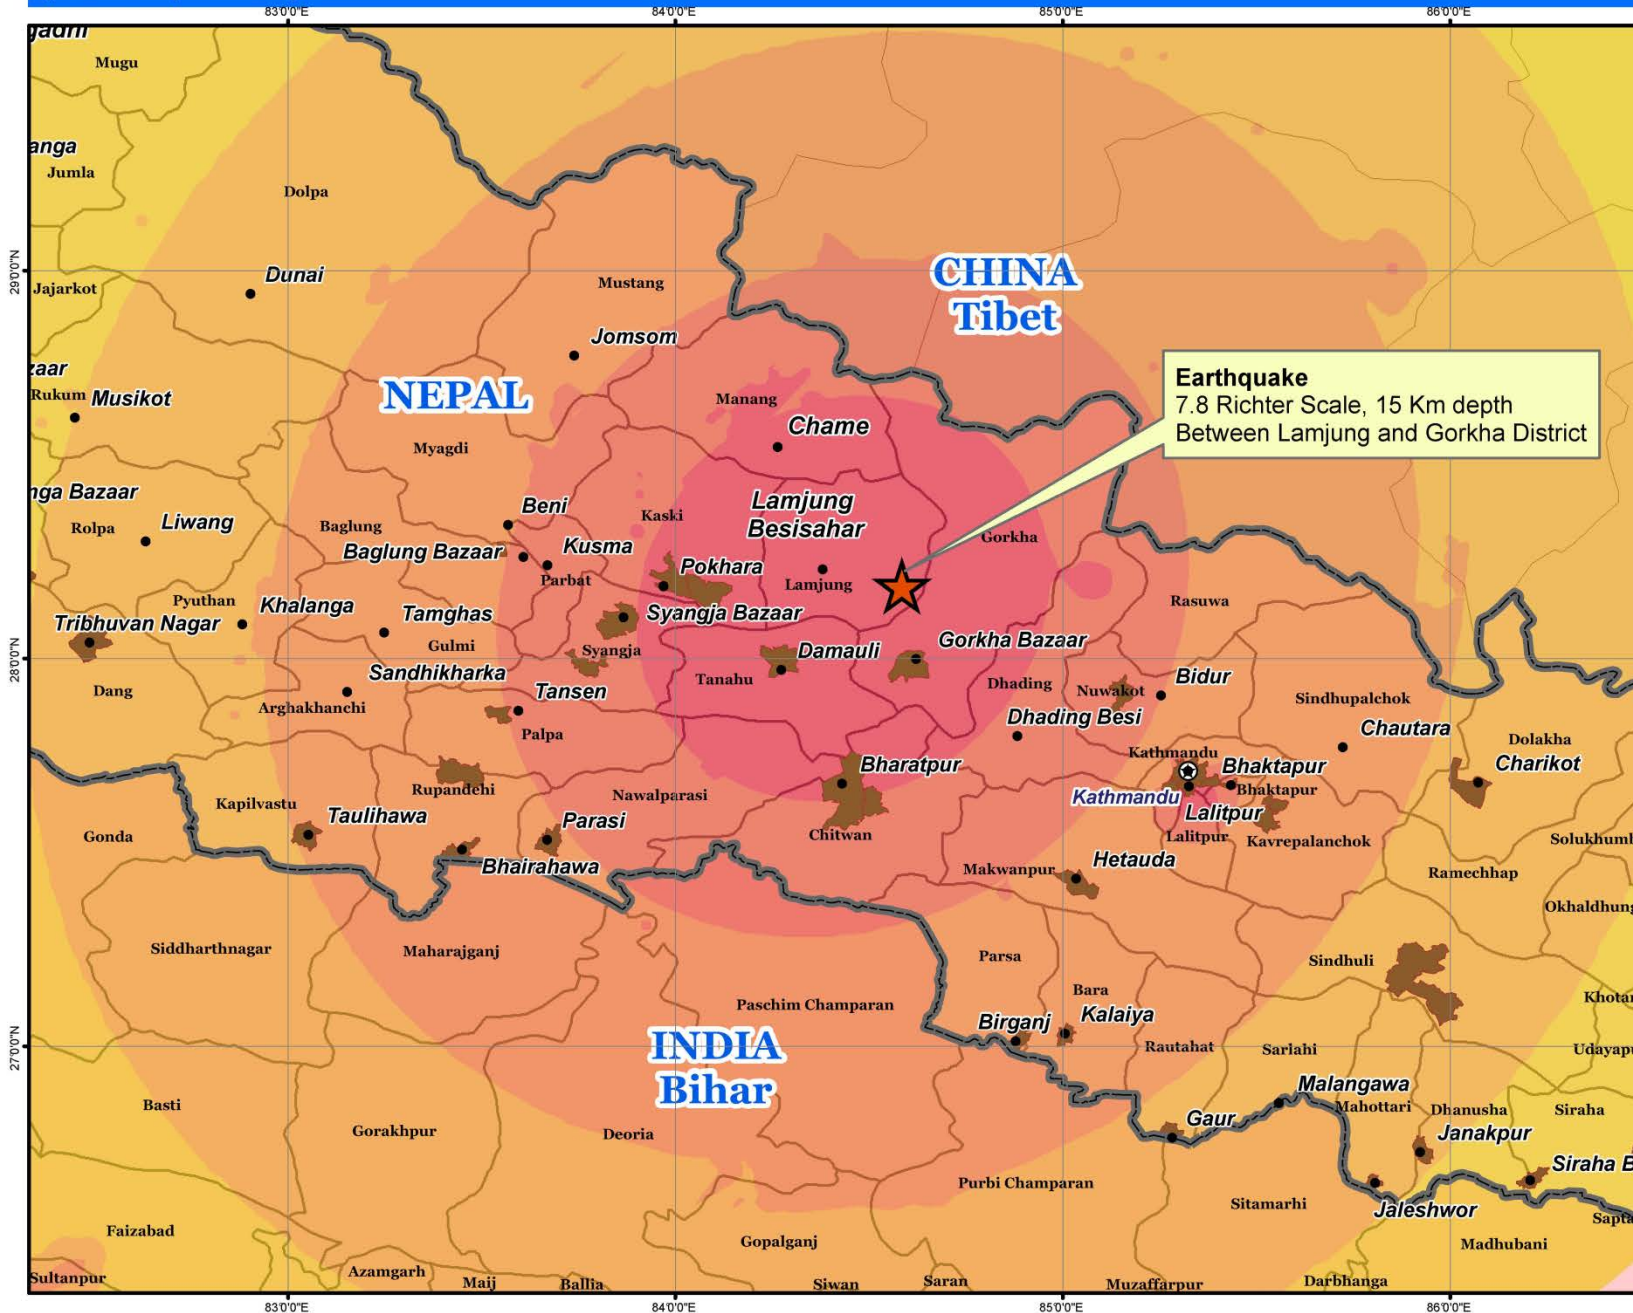 83°0'0"E
84°0'0"E
85°0'0"E
86°0'0"E
Mugu
Jumla
Dolpa
29°0'0"N
Dunai
Jajarkot
Mustang
CHINA
Tibet
Jomsom
Rukum
Musikot
NEPAL
Manang
Chame
Earthquake
7.8 Richter Scale, 15 Km depth
Between Lamjung and Gorkha District
Myagdi
Bazaar
Rolpa
Liwang
Beni
Baglung
Baglung Bazaar
Kusma
Parbat
Kaski
Lamjung
Besisahar
Gorkha
Pokhara
Lamjung
Pyuthan
Khalanga
Tamghas
Syangja Bazaar
Rasuwa
Tribhuvan Nagar
Gulmi
Syangja
Damauli
Gorkha Bazaar
28°0'0"N
Dang
Sandhikharka
Tansen
Tanahu
Dhading
Nuwakot
Bidur
Sindhupalchok
Arghakhanchi
Palpa
Dhading Besi
Chautara
Dolakha
Kathmandu
Bharatpur
Bhaktapur
Charikot
Rupandehi
Nawalparasi
Kathmandu
Bhaktapur
Kapilvastu
Taulihawa
Parasi
Chitwan
Lalitpur
Lalitpur
Kavrepalanchok
Gonda
Bhairahawa
Makwanpur
Hetauda
Ramechhap
Siddharthnagar
Maharajganj
Parsa
Sindhuli
Paschim Champaran
Bara
Birganj
Kalaiya
27°0'0"N
INDIA
Bihar
Rautahat
Sarlahi
Basti
Malangawa
Mahottari
Dhanusha
Siraha
Gorakhpur
Deoria
Gaur
Janakpur
Siraha
Purbi Champaran
Sitamarhi
Jaleshwor
Faizabad
Gopalganj
Madhubani
Sultanpur
Azamgarh
Maij
Ballia
Siwan
Saran
Muzaffarpur
Darbhanga
83°0'0"E
84°0'0"E
85°0'0"E
86°0'0"E